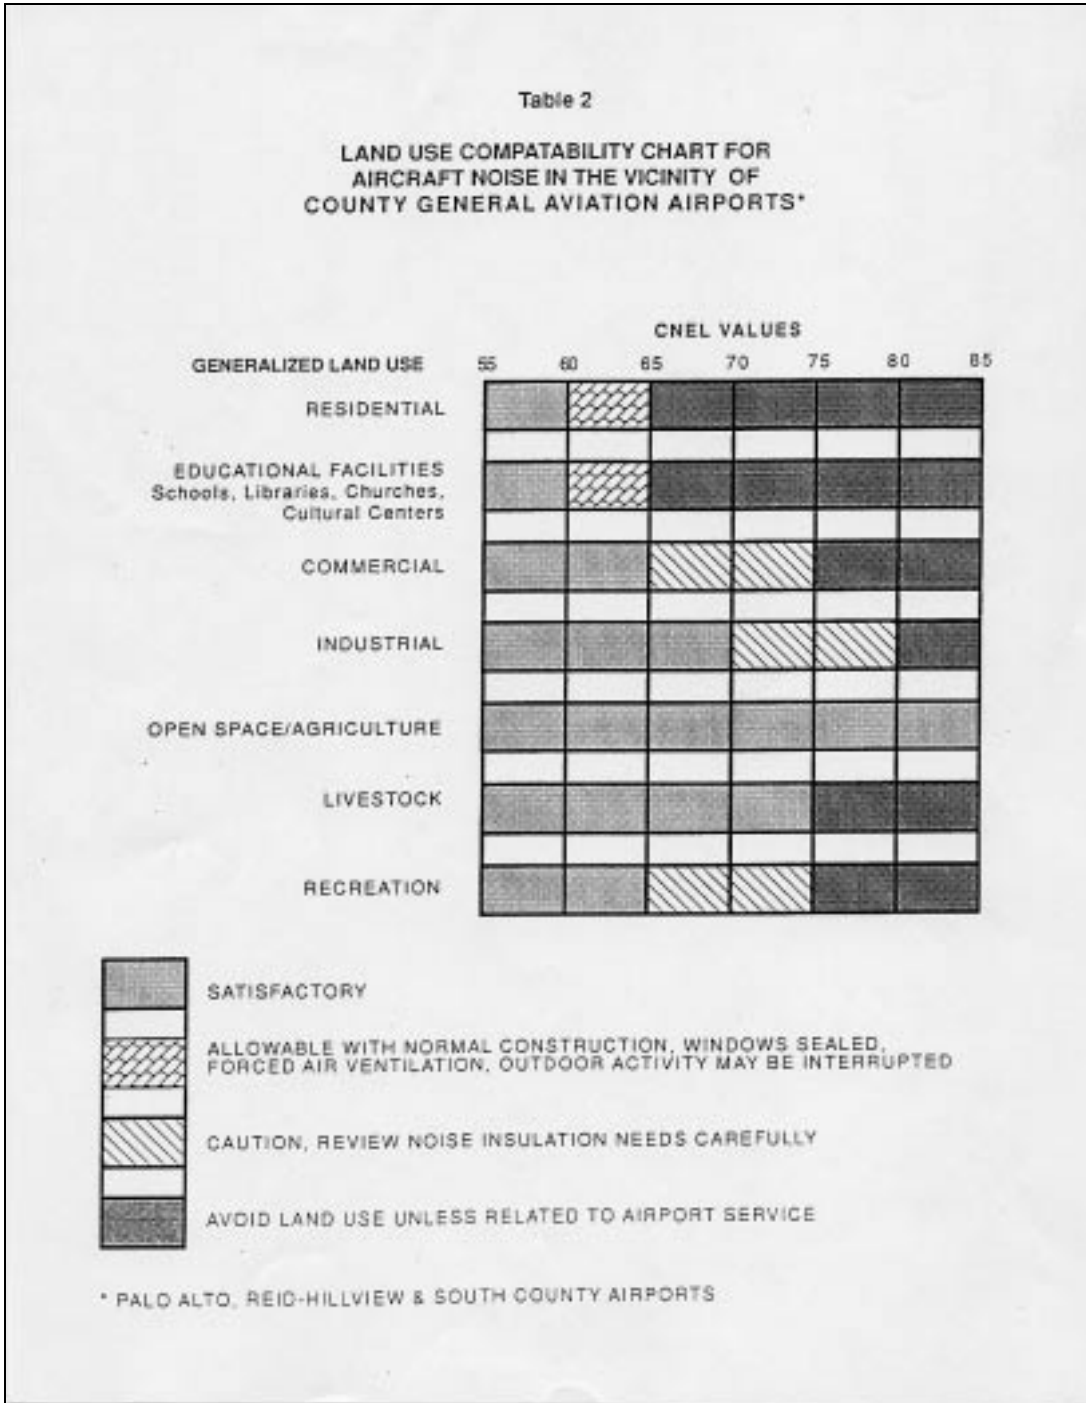 Table 2
LAND USE COMPATABILITY CHART FOR
AIRCRAFT NOISE IN THE VICINITY OF
COUNTY GENERAL AVIATION AIRPORTS*
CNEL VALUES
GENERALIZED LAND USE 55 60 65 70 75 80 85
RESIDENTIAL
EDUCATIONAL FACILITIES
Schools, Libraries, Churches,
Cultural Centers
COMMERCIAL
INDUSTRIAL
OPEN SPACE/AGRICULTURE
LIVESTOCK
RECREATION
SATISFACTORY
ALLOWABLE WITH NORMAL CONSTRUCTION, WINDOWS SEALED,
FORCED AIR VENTILATION, OUTDOOR ACTIVITY MAY BE INTERRUPTED
CAUTION, REVIEW NOISE INSULATION NEEDS CAREFULLY
AVOID LAND USE UNLESS RELATED TO AIRPORT SERVICE
* PALO ALTO, REID-HILLVIEW & SOUTH COUNTY AIRPORTS